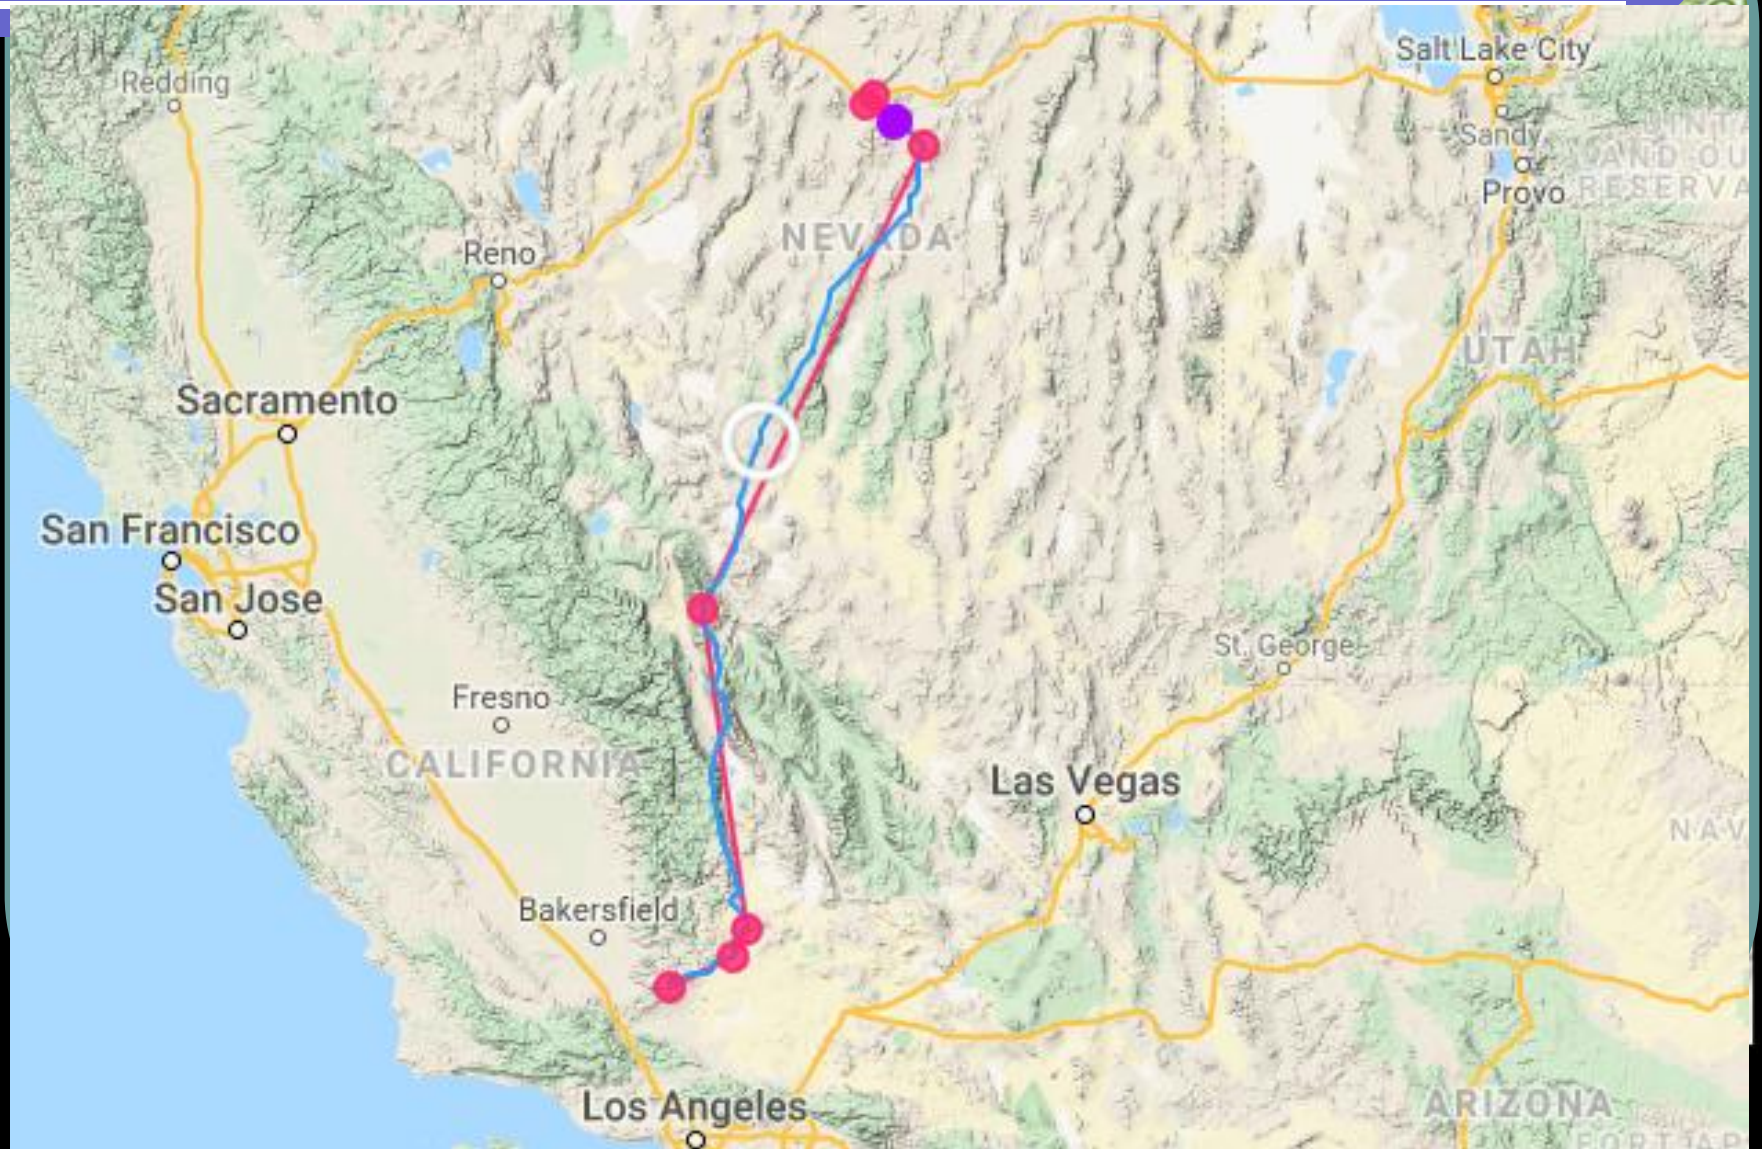 Salt Lake City
Redding
Sandy
Provo
NEVADA
Reno
UTAH
Sacramento
San Francisco
San Jose
St. George
Fresno
CALIFORNIA
Las Vegas
NAV
Bakersfield
Los Angeles
ARIZONA